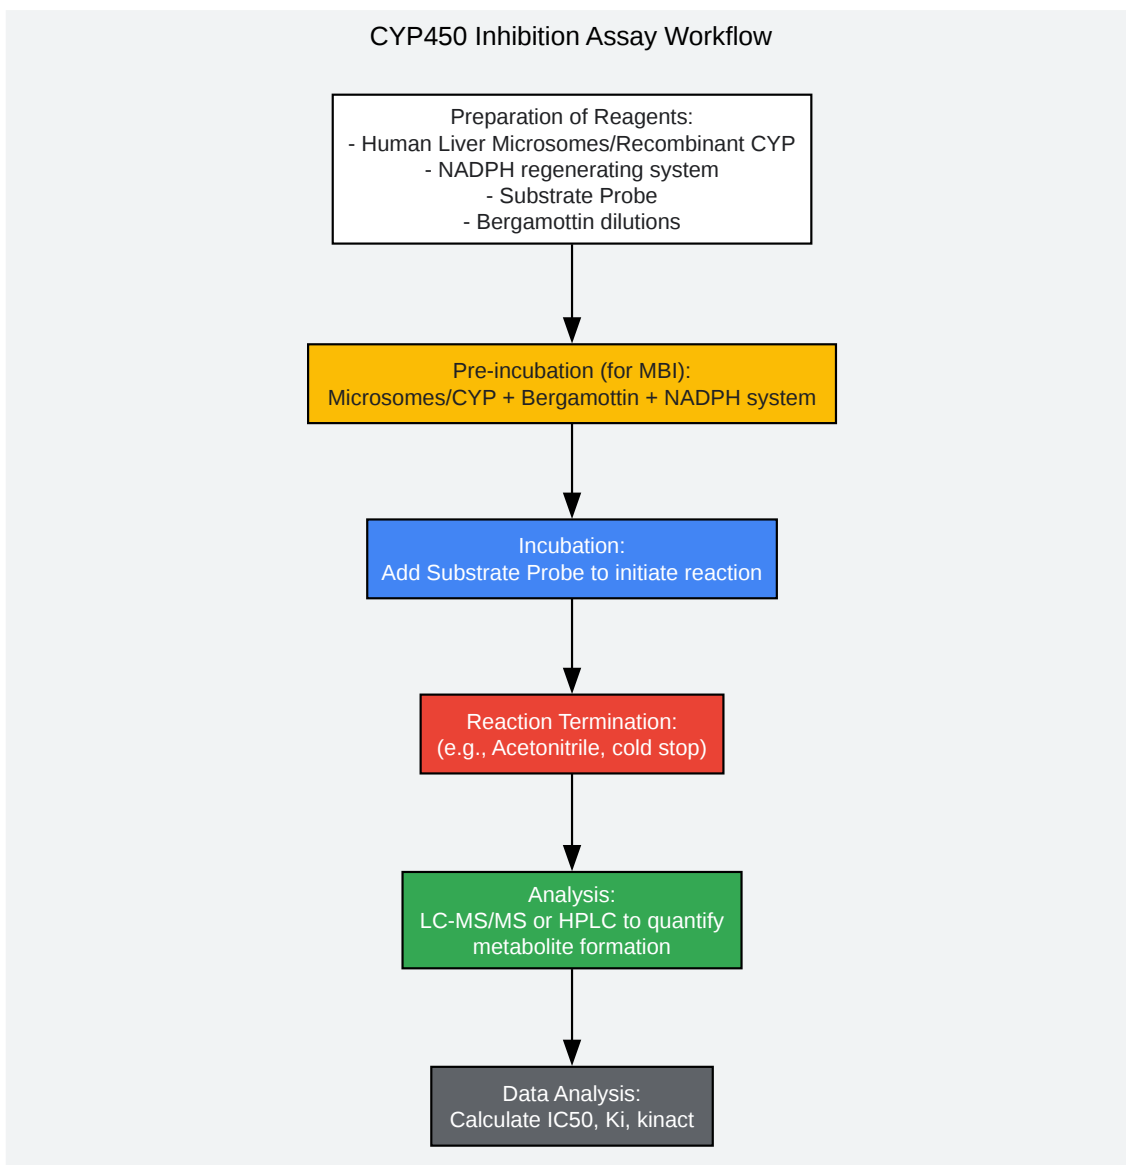 CYP450 Inhibition Assay Workflow
Preparation of Reagents:
- Human Liver Microsomes/Recombinant CYP
- NADPH regenerating system
- Substrate Probe
- Bergamottin dilutions
Pre-incubation (for MBI):
Microsomes/CYP + Bergamottin + NADPH system
Incubation:
Add Substrate Probe to initiate reaction
Reaction Termination:
(e.g., Acetonitrile, cold stop)
Analysis:
LC-MS/MS or HPLC to quantify
metabolite formation
Data Analysis:
Calculate IC50, Ki, kinact